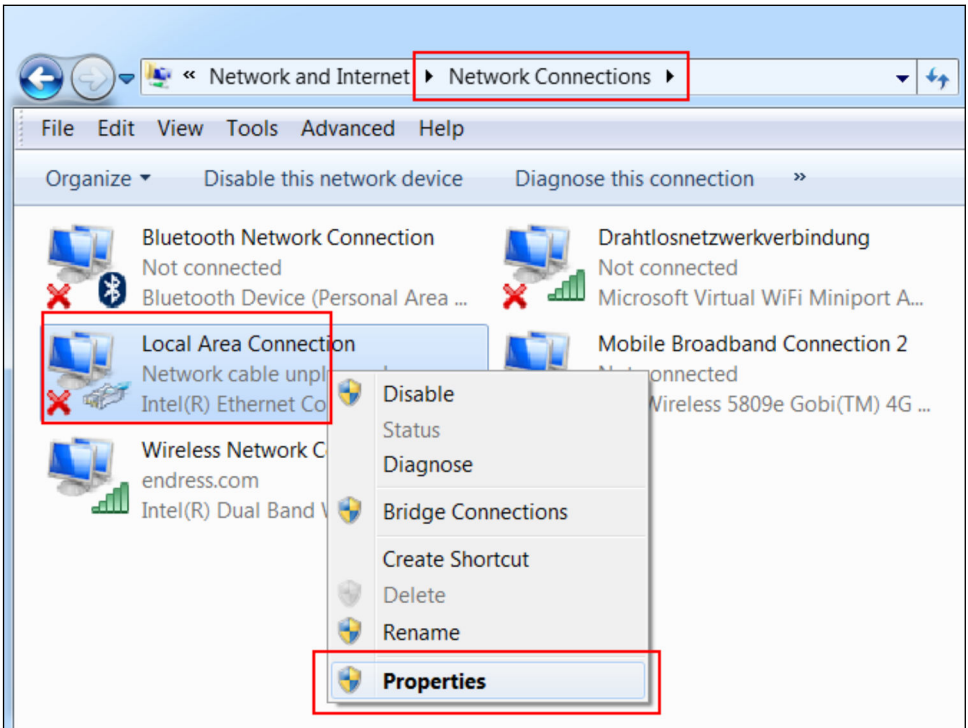 « Network and Internet ▸ Network Connections ▸
File Edit View Tools Advanced Help
Organize Disable this network device Diagnose this connection »
Bluetooth Network Connection
Not connected
Bluetooth Device (Personal Area ...
Drahtlosnetzwerkverbindung
Not connected
Microsoft Virtual WiFi Miniport A...
Local Area Connection
Network cable
Intel(R) Ethernet
Mobile Broadband Connection 2
Wireless 5809e Gobi(TM) 4G ...
Wireless Network
endress.com
Intel(R) Dual Band
Disable
Status
Diagnose
Bridge Connections
Create Shortcut
Delete
Rename
Properties